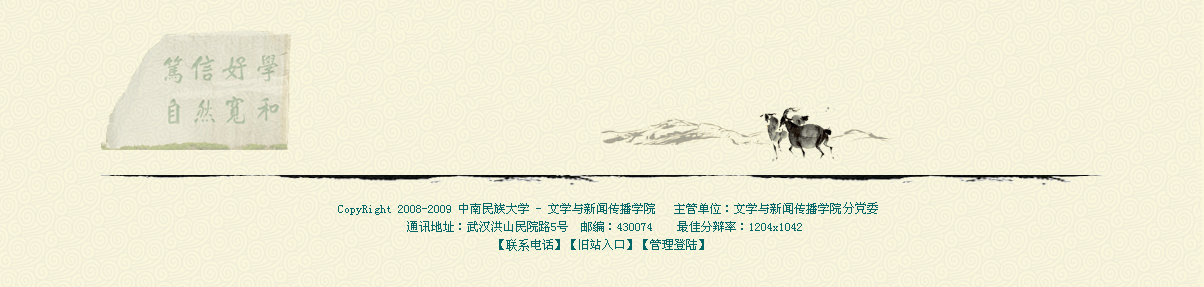 篤信好學
自然寬和
CopyRight 2008-2009 中南民族大学 - 文学与新闻传播学院 主管单位：文学与新闻传播学院分党委
通讯地址：武汉洪山民院路5号 邮编：430074 最佳分辩率：1204x1042
【联系电话】【旧站入口】【管理登陆】